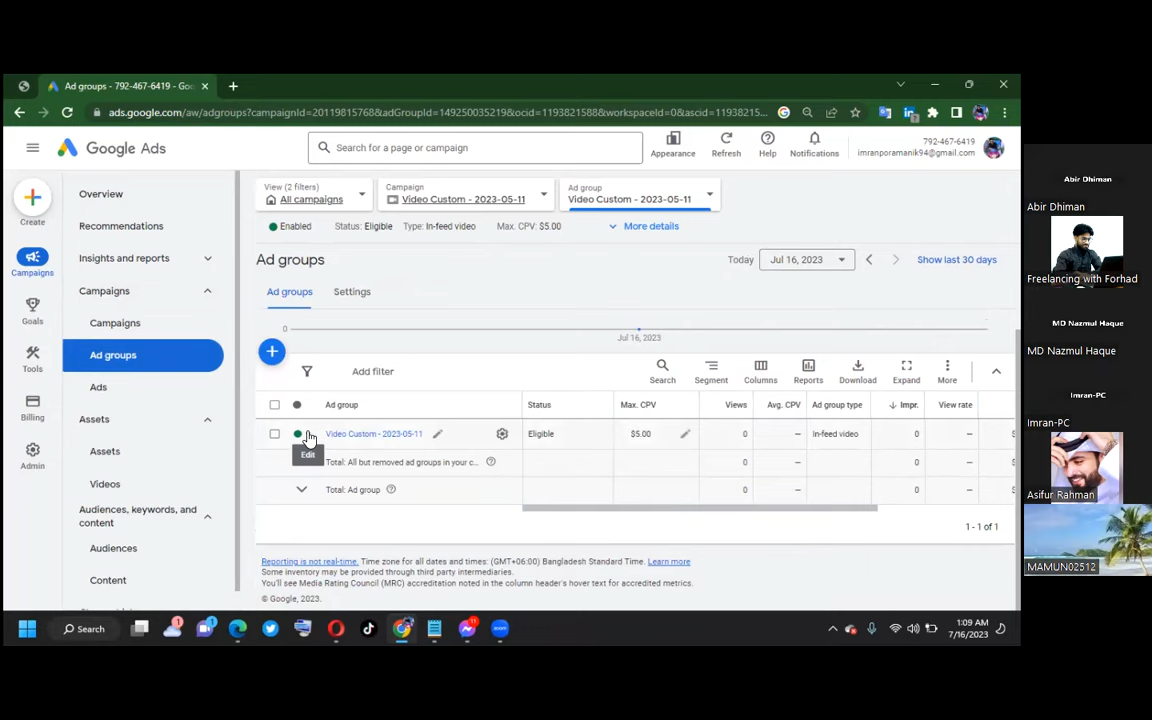 Ad groups - 792-467-6419 - Goo
ads.google.com/aw/adgroups?campaignId=20119815768&adGroupId=149250035219&ocid=1193821588&workspaceId=0&ascid=11938215...
Google Ads
Search for a page or campaign
Appearance
Refresh
Help
Notifications
792-467-6419
imranporamanik94@gmail.com
Create
Campaigns
Goals
Tools
Billing
Admin
Overview
Recommendations
Insights and reports
Campaigns
Campaigns
Ad groups
Ads
Assets
Assets
Videos
Audiences, keywords, and
content
Audiences
Content
View (2 filters)
All campaigns
Campaign
Video Custom - 2023-05-11
Ad group
Video Custom - 2023-05-11
Enabled Status: Eligible Type: In-feed video Max. CPV: $5.00 More details
Ad groups
Today Jul 16, 2023 Show last 30 days
Ad groups Settings
0
Jul 16, 2023
Add filter
Search Segment Columns Reports Download Expand More
Ad group Status Max. CPV Views Avg. CPV Ad group type Impr. View rate
Video Custom - 2023-05-11 Eligible $5.00 0 — In-feed video 0 —
Edit
Total: All but removed ad groups in your c... 0 — 0 —
Total: Ad group 0 — 0 —
1 - 1 of 1
Reporting is not real-time. Time zone for all dates and times: (GMT+06:00) Bangladesh Standard Time. Learn more
Some inventory may be provided through third party intermediaries.
You'll see Media Rating Council (MRC) accreditation noted in the column header's hover text for accredited metrics.
© Google, 2023.
Search
1:09 AM
7/16/2023
Abir Dhiman
Abir Dhiman
Freelancing with Forhad
MD Nazmul Haque
MD Nazmul Haque
Imran-PC
Imran-PC
Asifur Rahman
MAMUN02512